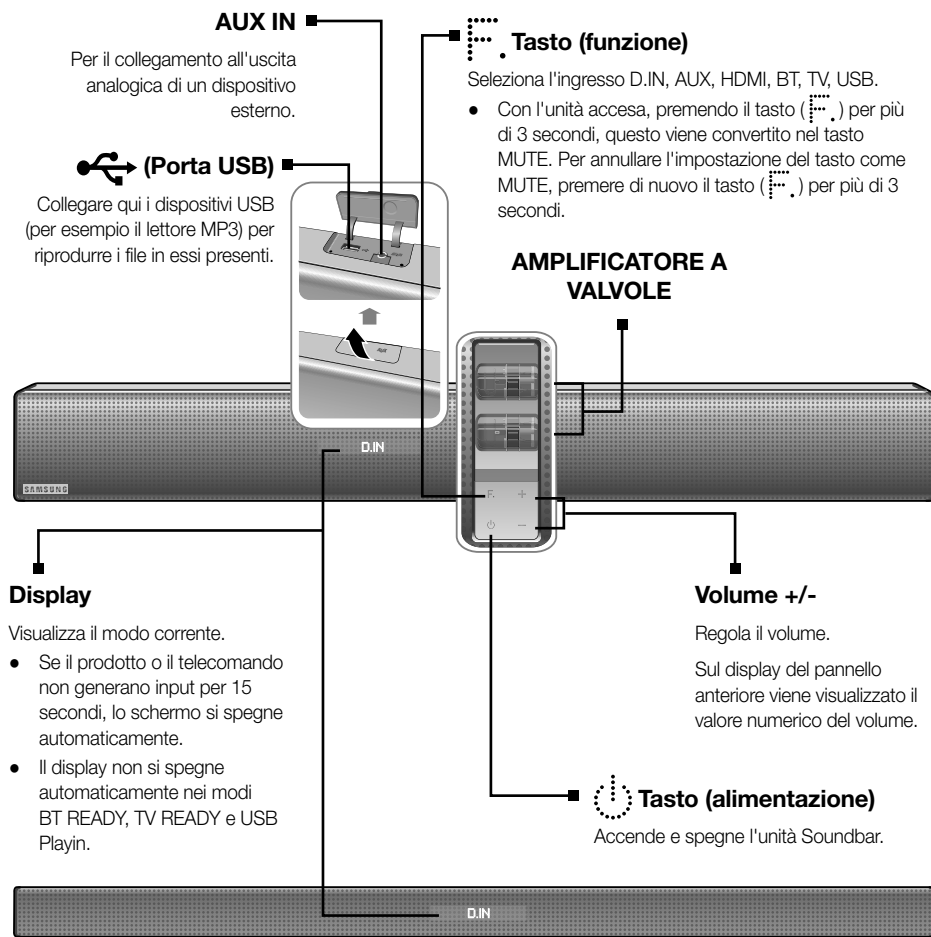 AUX IN
Per il collegamento all'uscita
analogica di un dispositivo
esterno.
(Porta USB)
Collegare qui i dispositivi USB
(per esempio il lettore MP3) per
riprodurre i file in essi presenti.
F. Tasto (funzione)
Seleziona l'ingresso D.IN, AUX, HDMI, BT, TV, USB.
● Con l'unità accesa, premendo il tasto ( F. ) per più
di 3 secondi, questo viene convertito nel tasto
MUTE. Per annullare l'impostazione del tasto come
MUTE, premere di nuovo il tasto ( F. ) per più di 3
secondi.
AMPLIFICATORE A
VALVOLE
D.IN
SAMSUNG
F. +
−
Display
Visualizza il modo corrente.
● Se il prodotto o il telecomando
non generano input per 15
secondi, lo schermo si spegne
automaticamente.
● Il display non si spegne
automaticamente nei modi
BT READY, TV READY e USB
Playin.
Volume +/-
Regola il volume.
Sul display del pannello
anteriore viene visualizzato il
valore numerico del volume.
Tasto (alimentazione)
Accende e spegne l'unità Soundbar.
D.IN